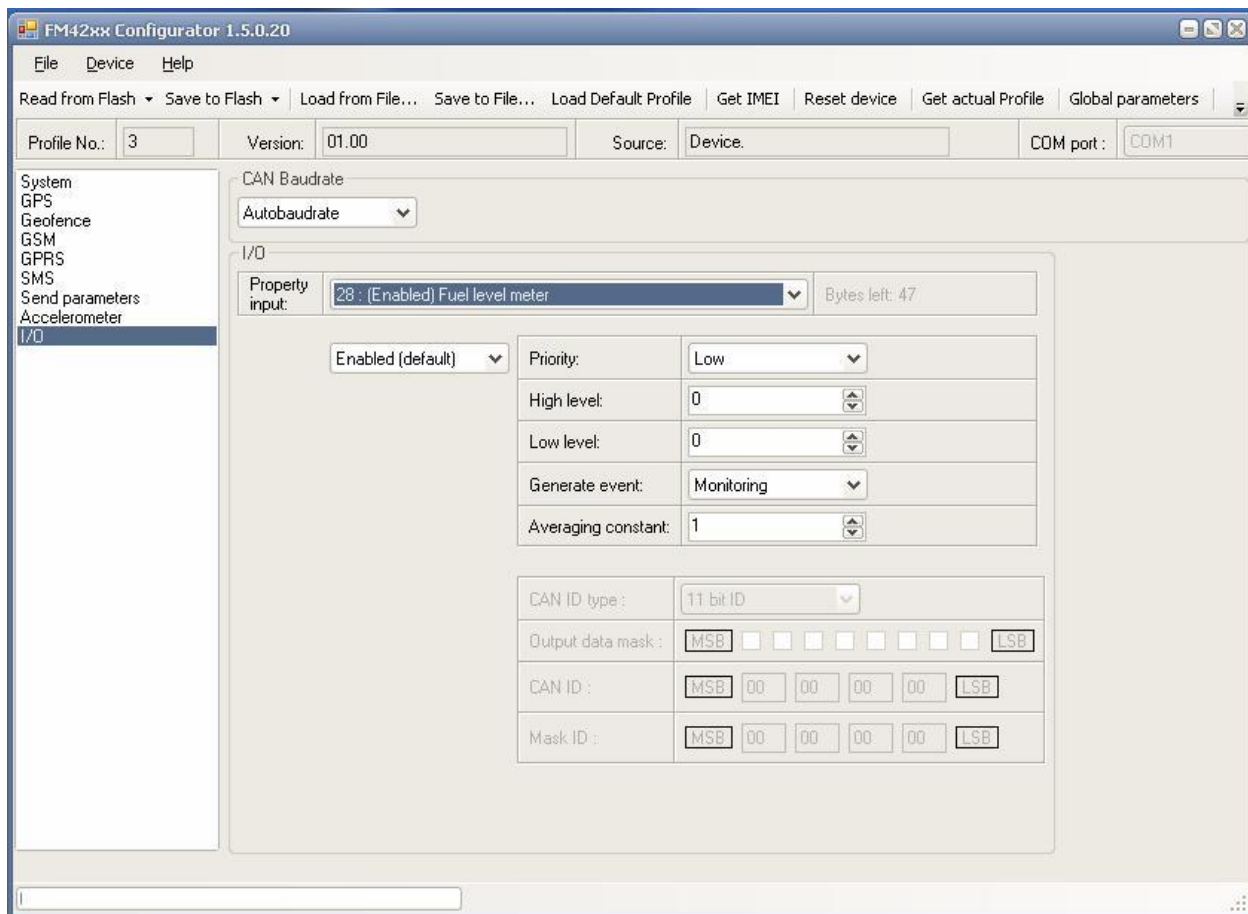 FM42xx Configurator 1.5.0.20
File Device Help
Read from Flash Save to Flash Load from File... Save to File... Load Default Profile Get IMEI Reset device Get actual Profile Global parameters
Profile No.: 3 Version: 01.00 Source: Device. COM port : COM1
System
GPS
Geofence
GSM
GPRS
SMS
Send parameters
Accelerometer
I/O
CAN Baudrate
Autobaudrate
I/O
Property input: 28 : (Enabled) Fuel level meter Bytes left: 47
Enabled (default)
Priority: Low
High level: 0
Low level: 0
Generate event: Monitoring
Averaging constant: 1
CAN ID type : 11 bit ID
Output data mask : MSB LSB
CAN ID : MSB 00 00 00 00 LSB
Mask ID : MSB 00 00 00 00 LSB